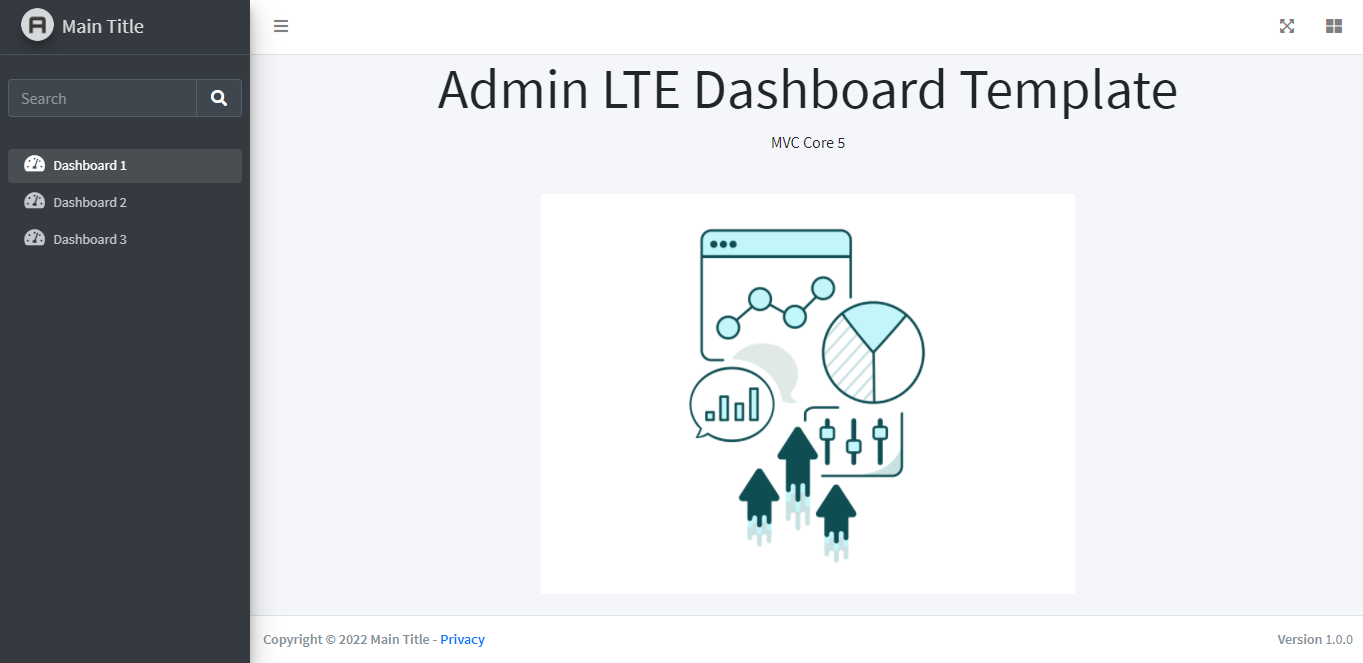 Main Title
Search
Dashboard 1
Dashboard 2
Dashboard 3
Admin LTE Dashboard Template
MVC Core 5
Copyright © 2022 Main Title - Privacy
Version 1.0.0